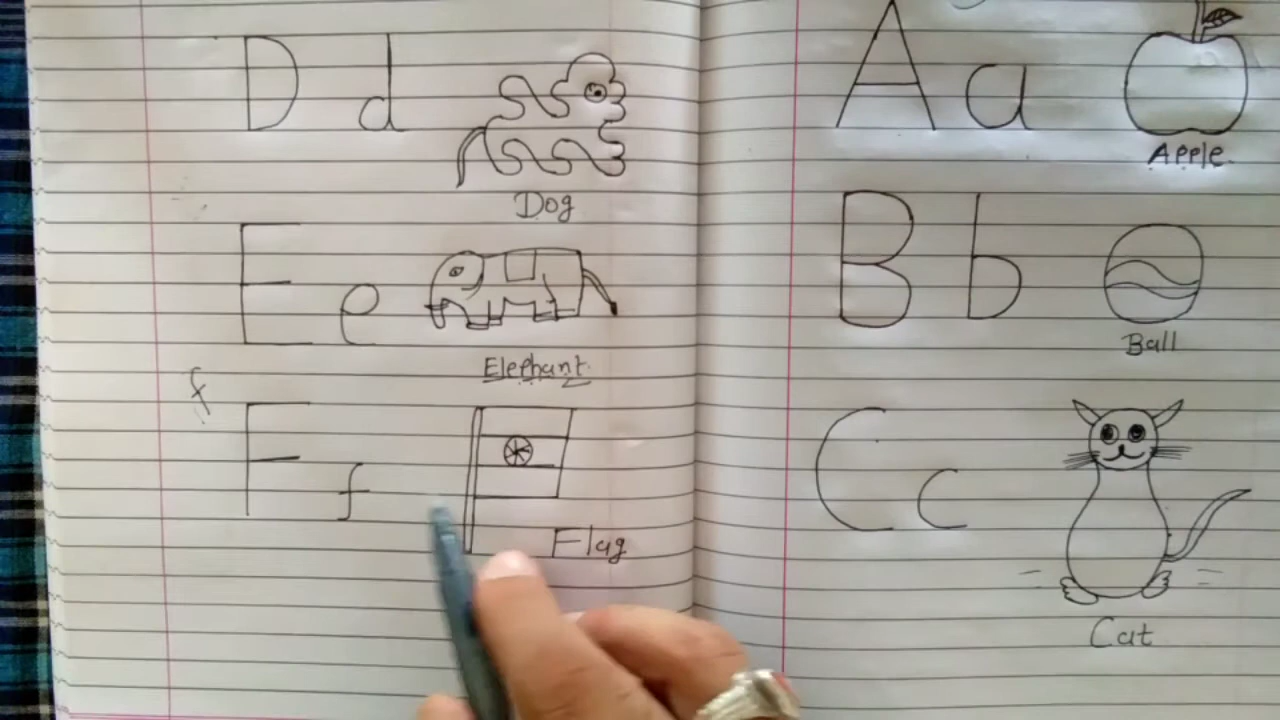 D d
Dog
E e
Elephant
f
F f
Flag
A a
Apple
B b
Ball
C c
Cat